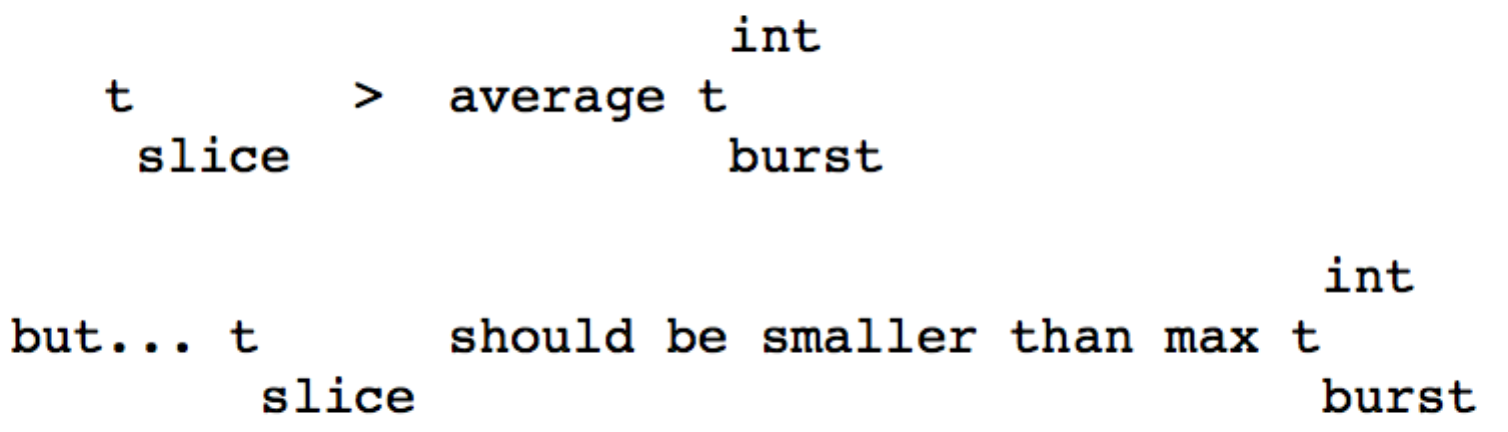 int
t > average t
slice burst
int
but... t should be smaller than max t
slice burst